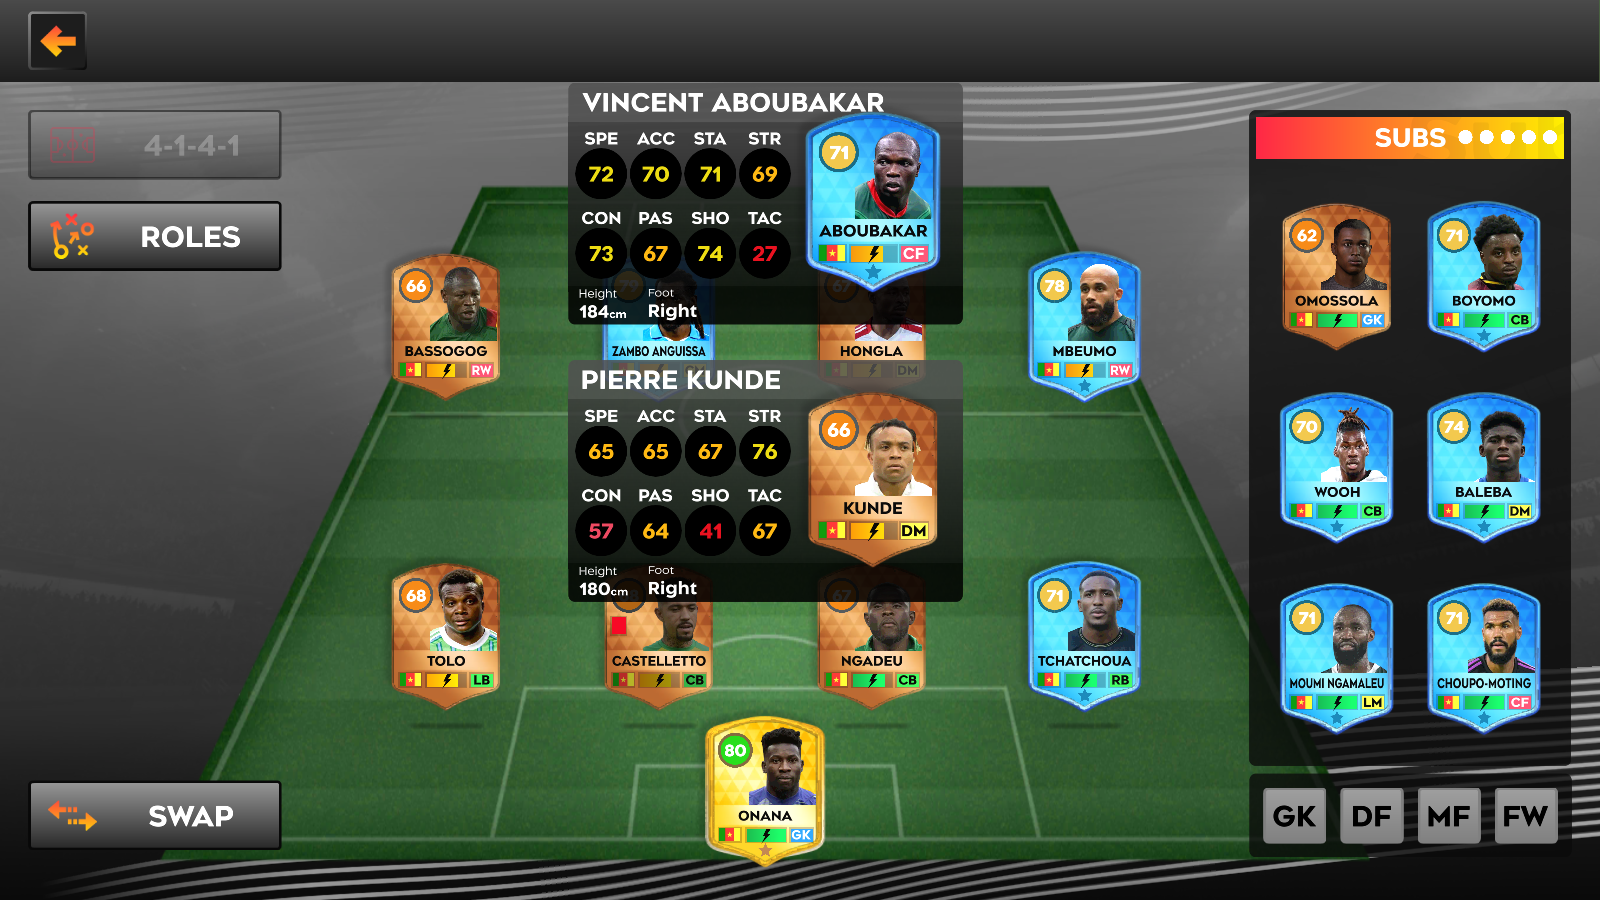 4-1-4-1
ROLES
SWAP
VINCENT ABOUBAKAR
SPE ACC STA STR
72 70 71 69
CON PAS SHO TAC
73 67 74 27
Height Foot
184cm Right
71
ABOUBAKAR
CF
PIERRE KUNDE
SPE ACC STA STR
65 65 67 76
CON PAS SHO TAC
57 64 41 67
Height Foot
180cm Right
66
KUNDE
DM
66
BASSOGOG
RW
ZAMBO ANGUISSA
67
HONGLA
DM
78
MBEUMO
RW
68
TOLO
LB
CASTELLETTO
CB
67
NGADEU
CB
71
TCHATCHOUA
RB
80
ONANA
GK
SUBS
62
OMOSSOLA
GK
71
BOYOMO
CB
70
WOOH
CB
74
BALEBA
DM
71
MOUMI NGAMALEU
LM
71
CHOUPO-MOTING
CF
GK DF MF FW